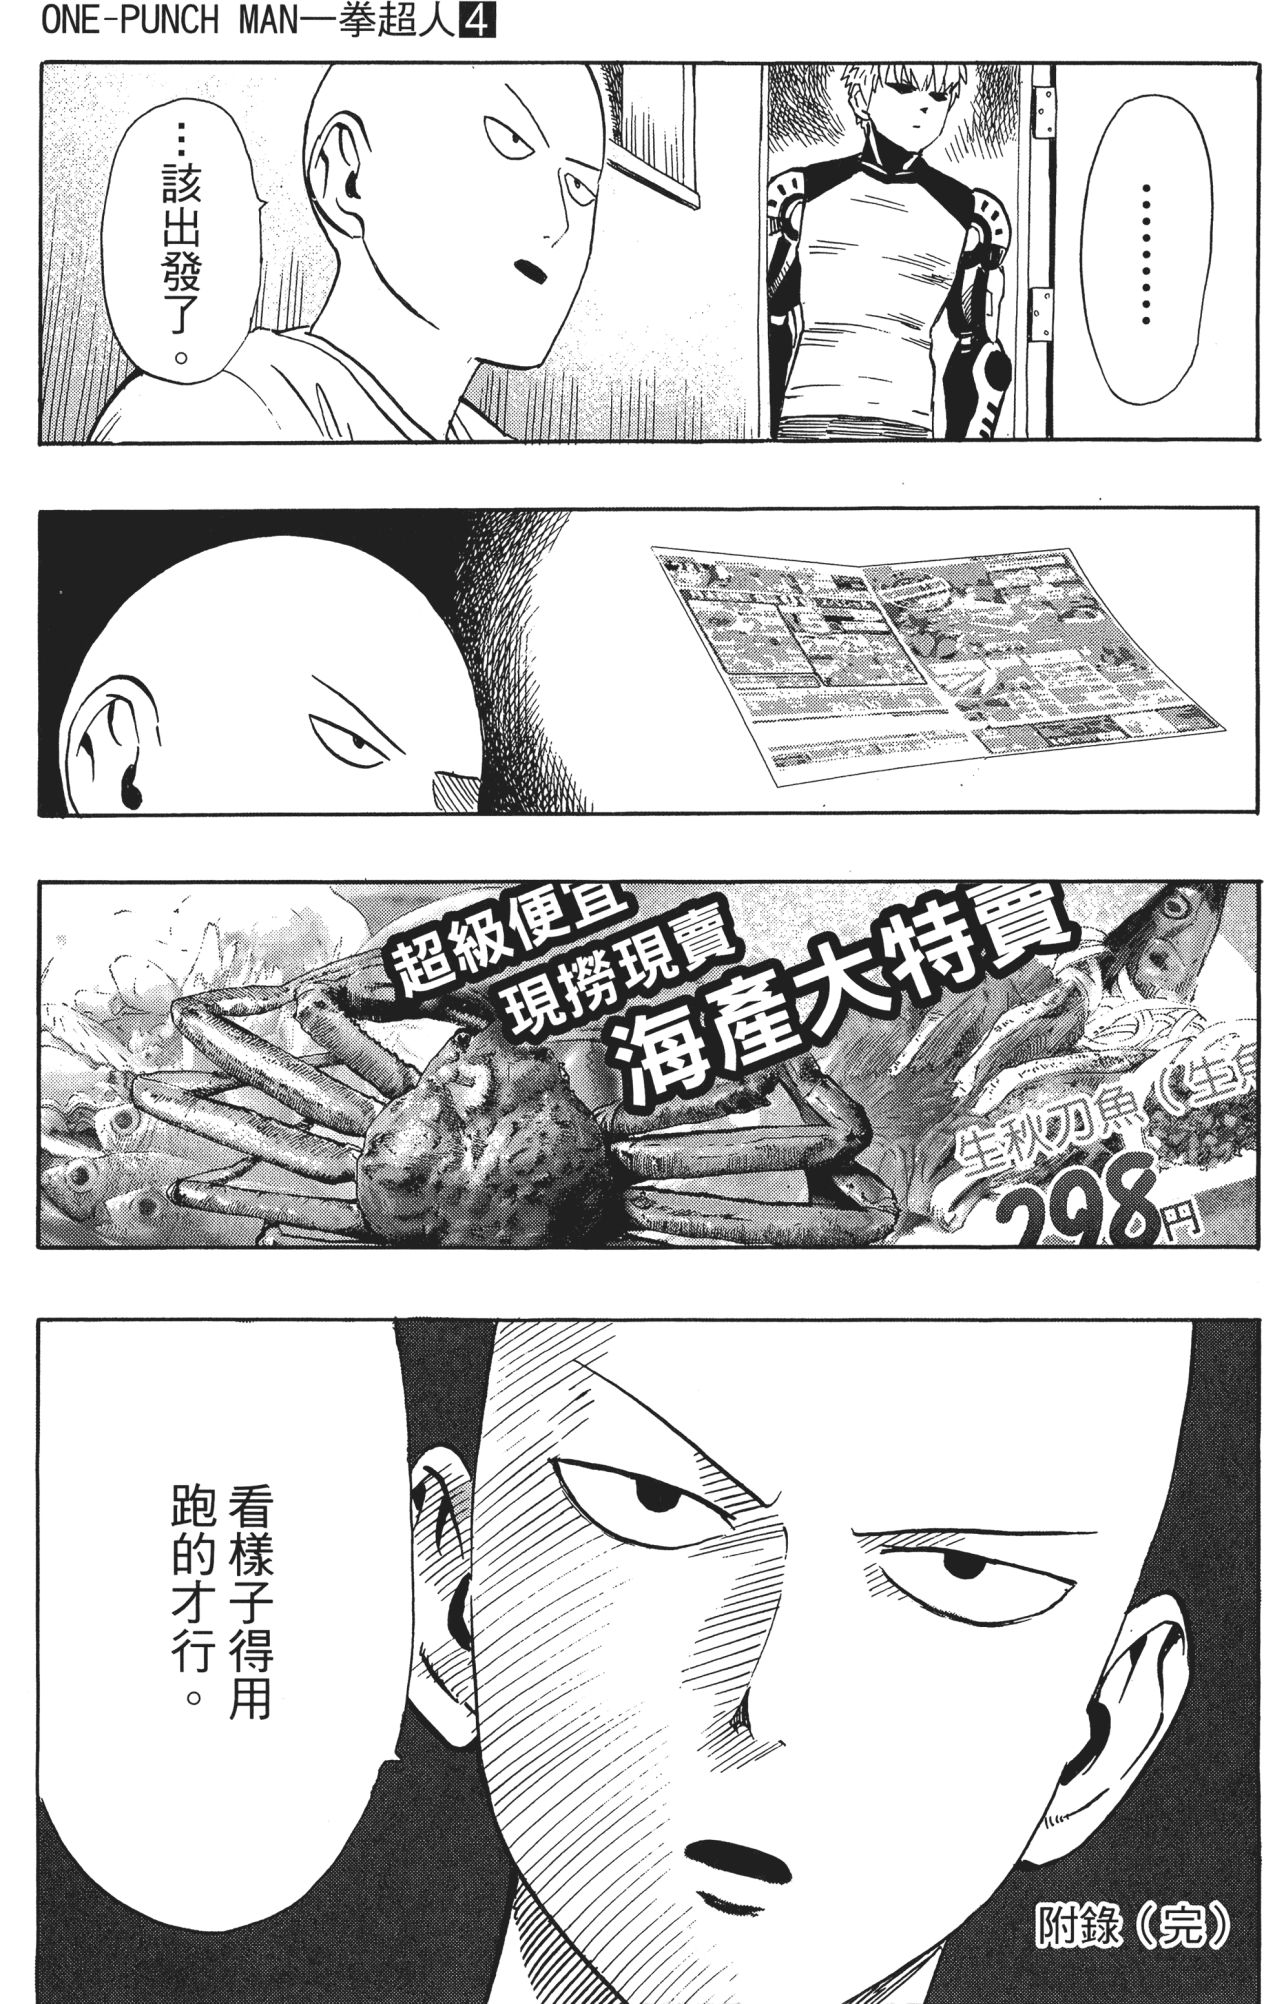 ONE-PUNCH MAN一拳超人4
………
…該出發了。
超級便宜
現撈現賣
海產大特賣
生秋刀魚（生魚
298円
看樣子得用
跑的才行。
附錄（完）